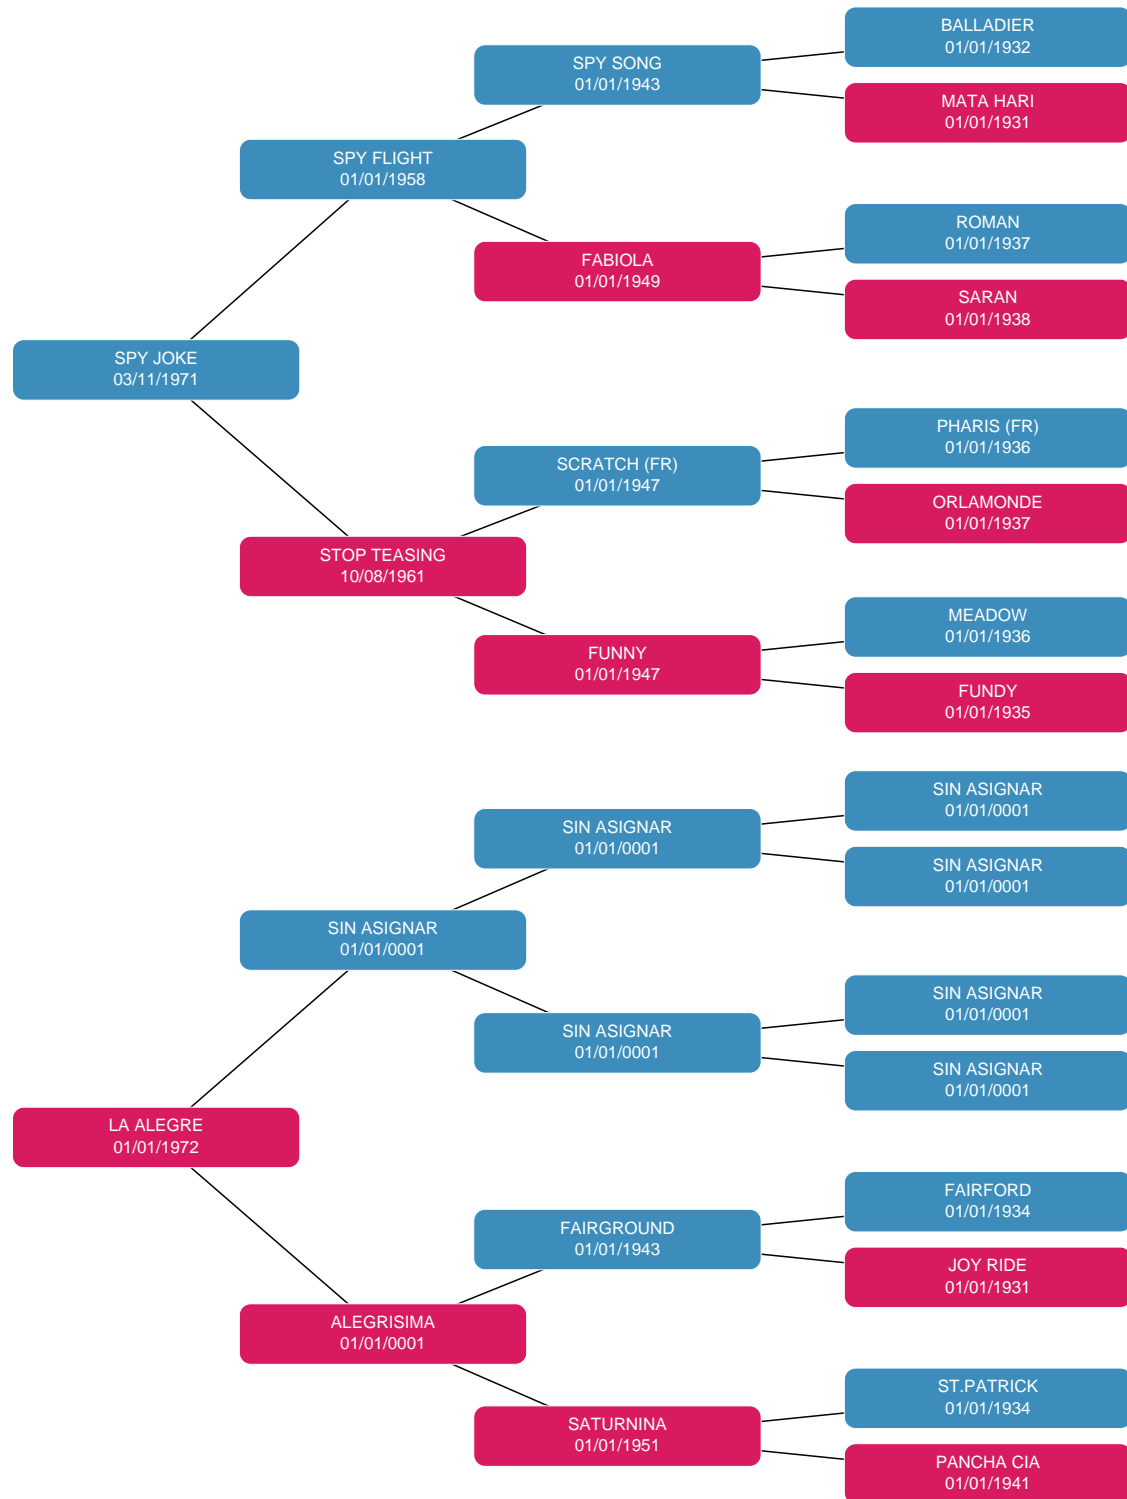 BALLADIER
01/01/1932
SPY SONG
01/01/1943
MATA HARI
01/01/1931
SPY FLIGHT
01/01/1958
ROMAN
01/01/1937
FABIOLA
01/01/1949
SARAN
01/01/1938
SPY JOKE
03/11/1971
PHARIS (FR)
01/01/1936
SCRATCH (FR)
01/01/1947
ORLAMONDE
01/01/1937
STOP TEASING
10/08/1961
MEADOW
01/01/1936
FUNNY
01/01/1947
FUNDY
01/01/1935
SIN ASIGNAR
01/01/0001
SIN ASIGNAR
01/01/0001
SIN ASIGNAR
01/01/0001
SIN ASIGNAR
01/01/0001
SIN ASIGNAR
01/01/0001
SIN ASIGNAR
01/01/0001
SIN ASIGNAR
01/01/0001
LA ALEGRE
01/01/1972
FAIRFORD
01/01/1934
FAIRGROUND
01/01/1943
JOY RIDE
01/01/1931
ALEGRISIMA
01/01/0001
ST.PATRICK
01/01/1934
SATURNINA
01/01/1951
PANCHA CIA
01/01/1941